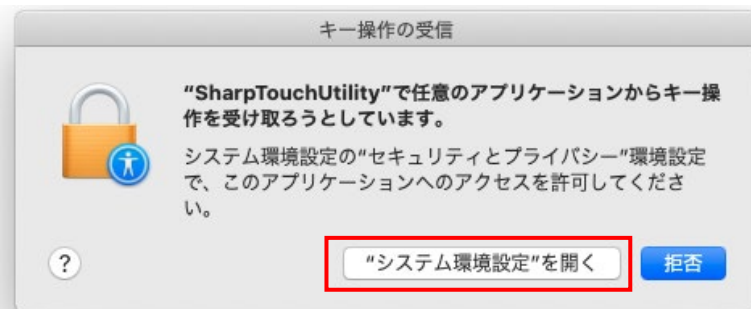 キー操作の受信
“SharpTouchUtility”で任意のアプリケーションからキー操
作を受け取ろうとしています。
システム環境設定の“セキュリティとプライバシー”環境設定
で、このアプリケーションへのアクセスを許可してくださ
い。
?
“システム環境設定”を開く
拒否